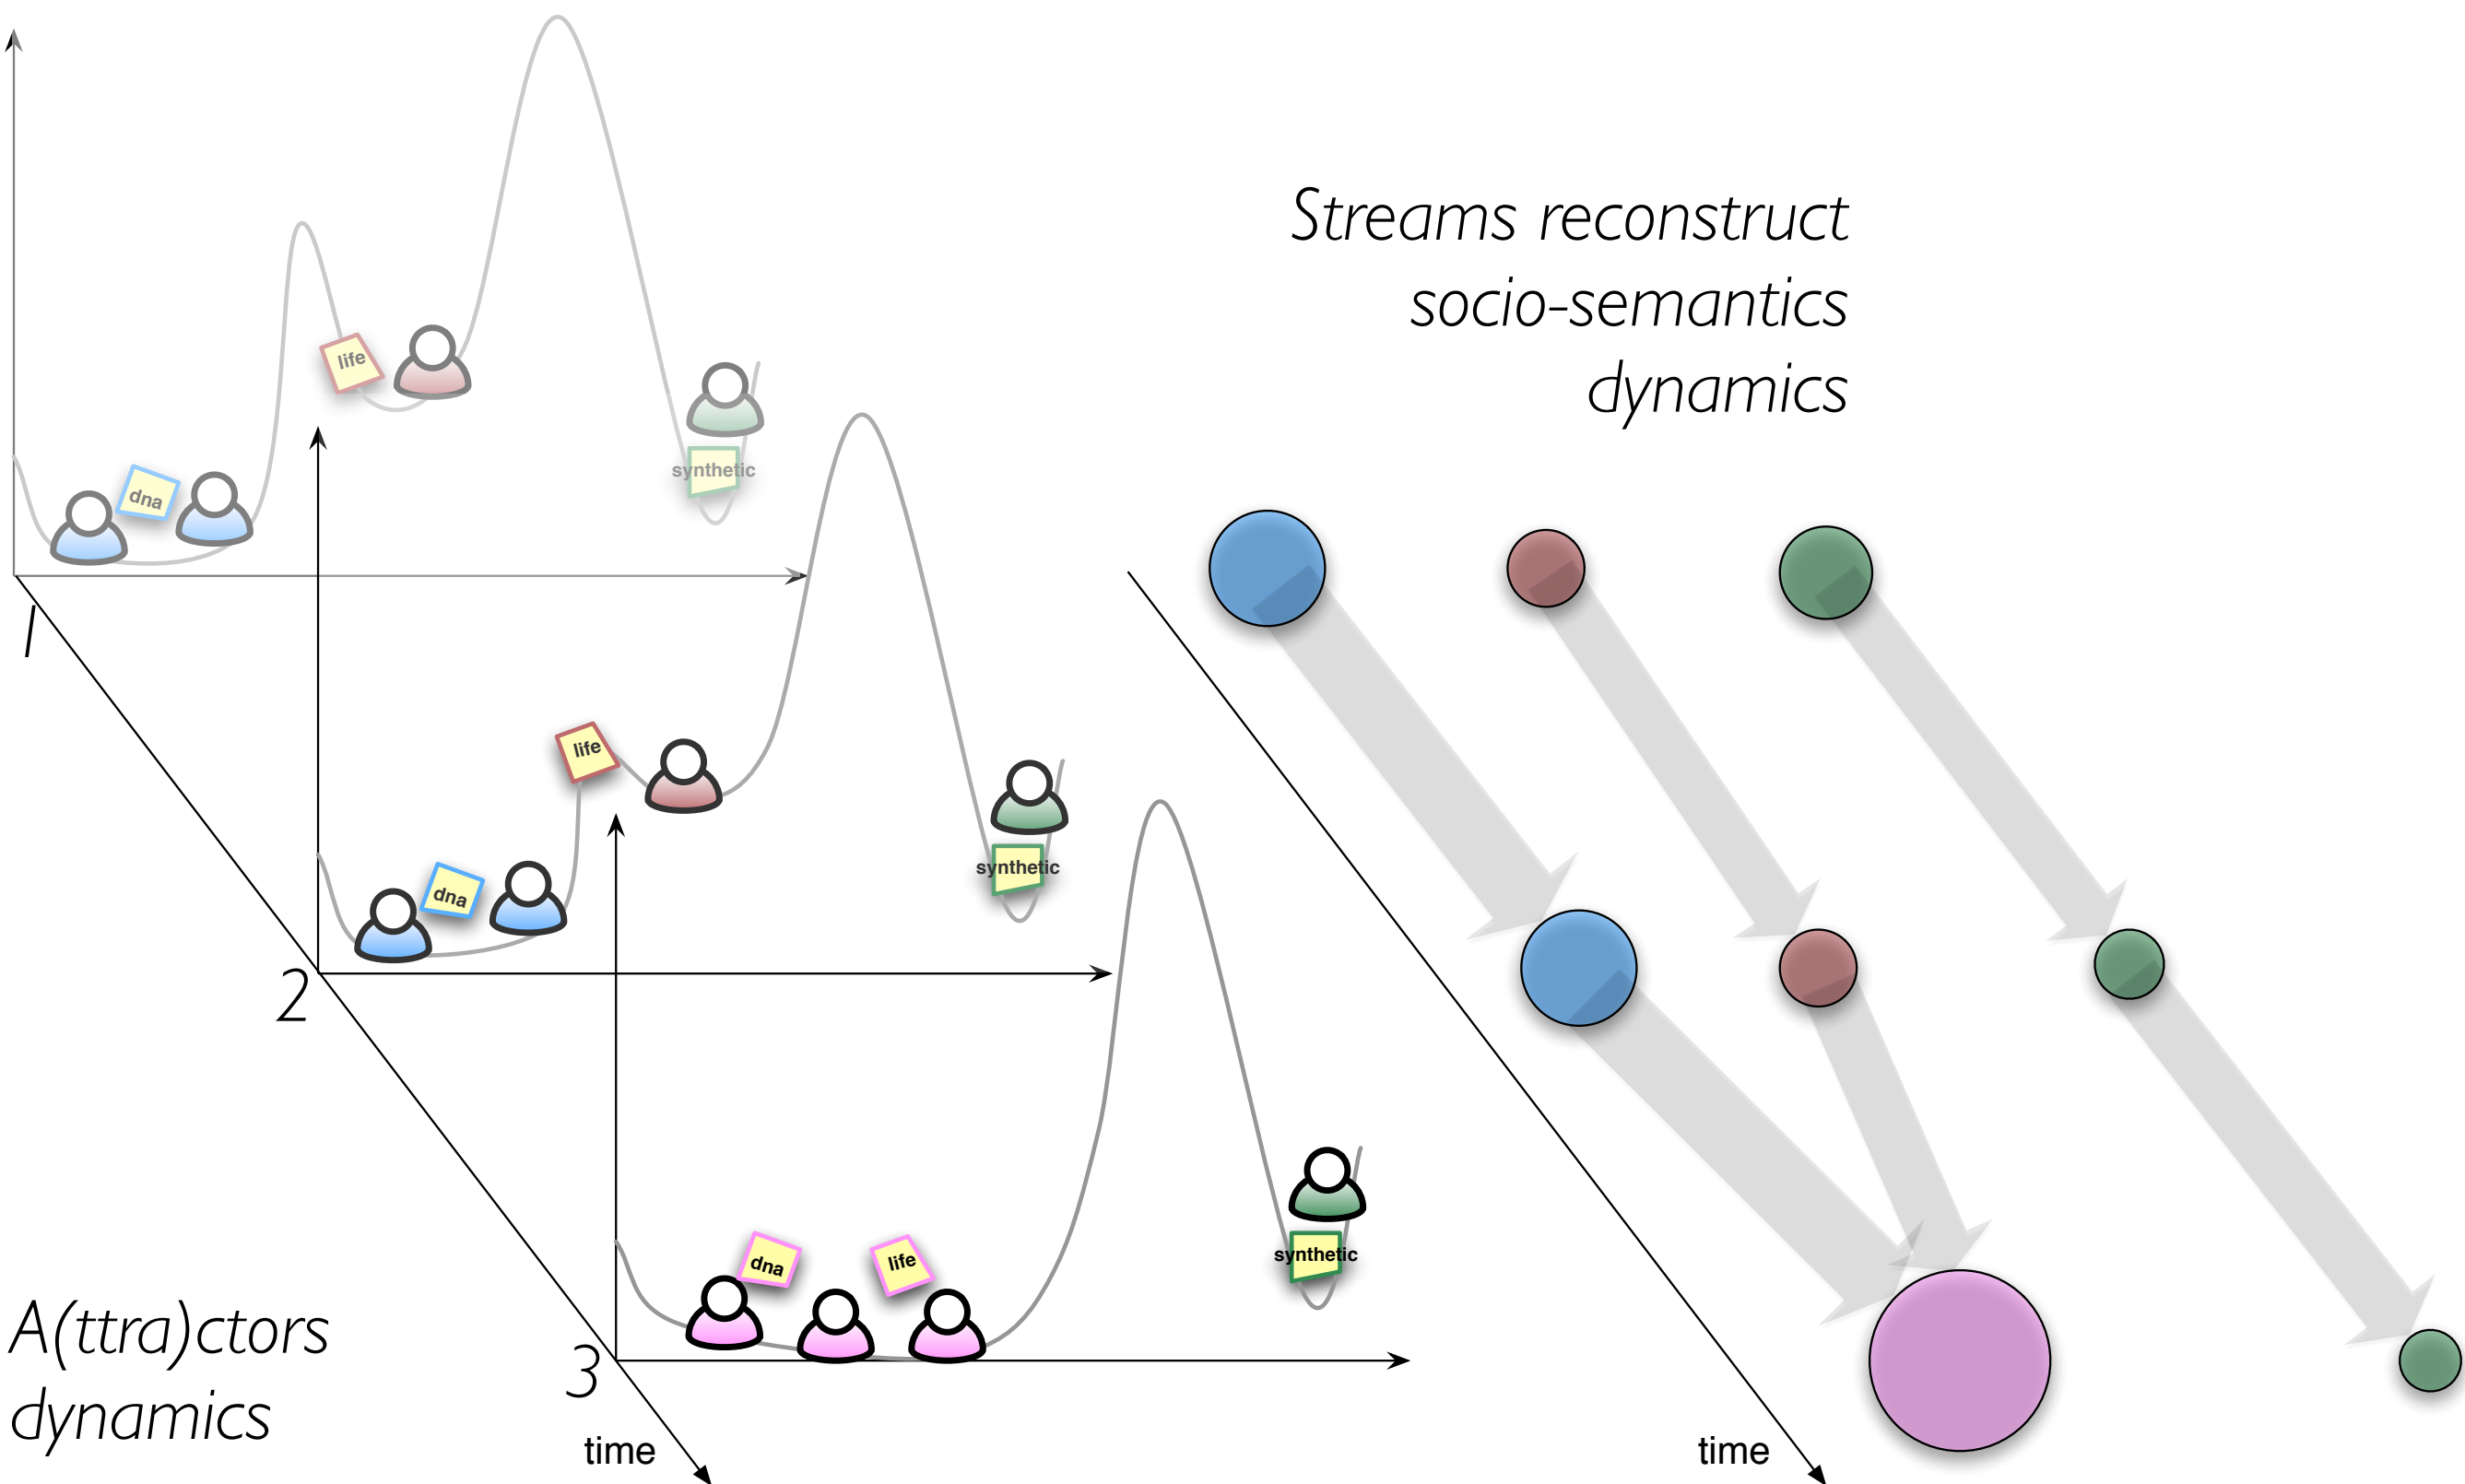 Streams reconstruct
socio-semantics
dynamics
life
dna
synthetic
1
life
dna
synthetic
2
dna
life
synthetic
3
A(ttra)ctors
dynamics
time
time